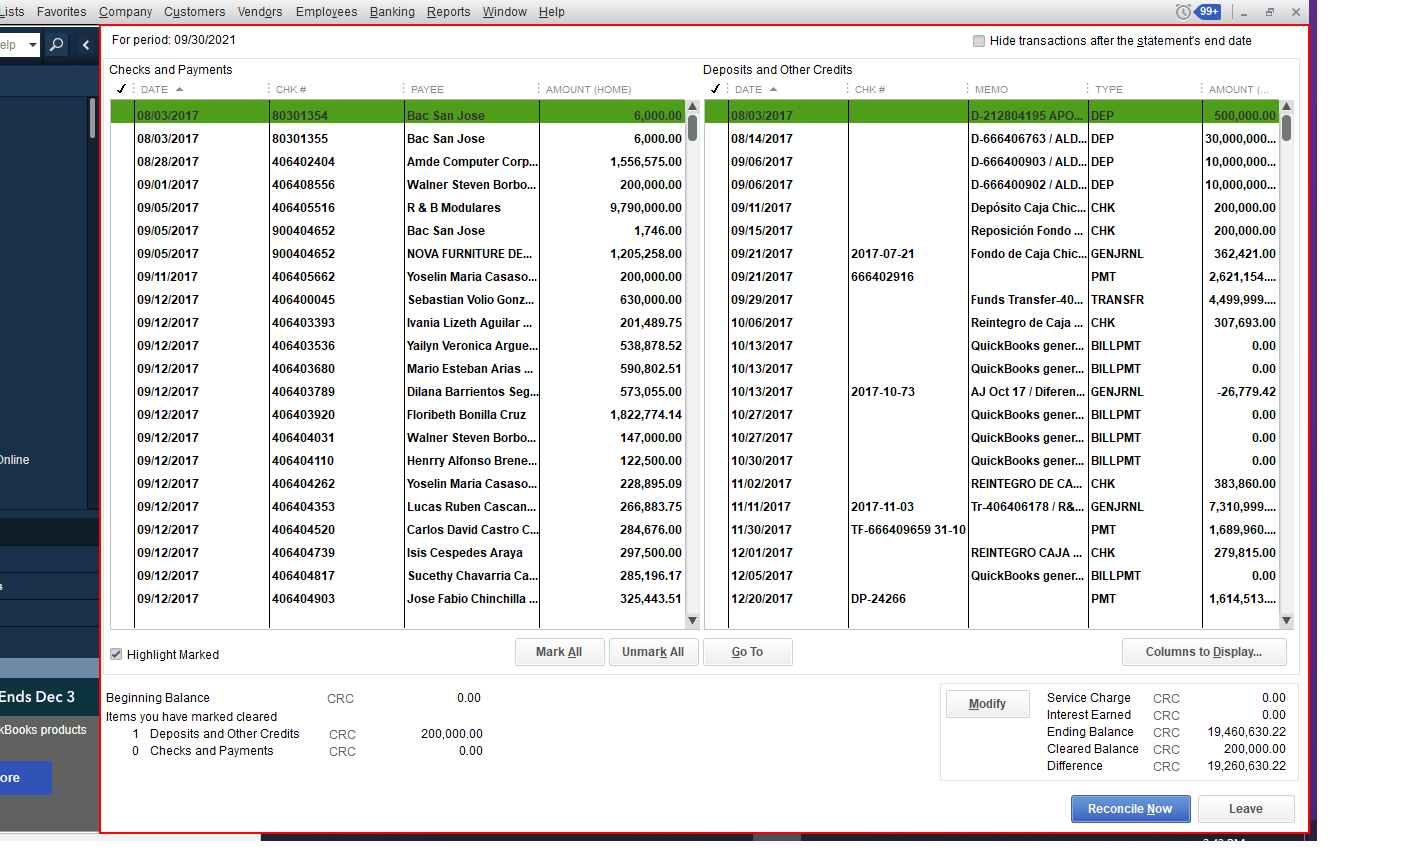 Lists Favorites Company Customers Vendors Employees Banking Reports Window Help 99+
elp
For period: 09/30/2021
Hide transactions after the statement's end date
Checks and Payments
✓ DATE CHK # PAYEE AMOUNT (HOME)
08/03/2017 80301354 Bac San Jose 6,000.00
08/03/2017 80301355 Bac San Jose 6,000.00
08/28/2017 406402404 Amde Computer Corp... 1,556,575.00
09/01/2017 406408556 Walner Steven Borbo... 200,000.00
09/05/2017 406405516 R & B Modulares 9,790,000.00
09/05/2017 900404652 Bac San Jose 1,746.00
09/05/2017 900404652 NOVA FURNITURE DE... 1,205,258.00
09/11/2017 406405662 Yoselin Maria Casaso... 200,000.00
09/12/2017 406400045 Sebastian Volio Gonz... 630,000.00
09/12/2017 406403393 Ivania Lizeth Aguilar ... 201,489.75
09/12/2017 406403536 Yailyn Veronica Argue... 538,878.52
09/12/2017 406403680 Mario Esteban Arias ... 590,802.51
09/12/2017 406403789 Dilana Barrientos Seg... 573,055.00
09/12/2017 406403920 Floribeth Bonilla Cruz 1,822,774.14
09/12/2017 406404031 Walner Steven Borbo... 147,000.00
09/12/2017 406404110 Henrry Alfonso Brene... 122,500.00
09/12/2017 406404262 Yoselin Maria Casaso... 228,895.09
09/12/2017 406404353 Lucas Ruben Cascan... 266,883.75
09/12/2017 406404520 Carlos David Castro C... 284,676.00
09/12/2017 406404739 Isis Cespedes Araya 297,500.00
09/12/2017 406404817 Sucethy Chavarria Ca... 285,196.17
09/12/2017 406404903 Jose Fabio Chinchilla ... 325,443.51
Deposits and Other Credits
✓ DATE CHK # MEMO TYPE AMOUNT (...
08/03/2017 D-212804195 APO... DEP 500,000.00
08/14/2017 D-666406763 / ALD... DEP 30,000,000...
09/06/2017 D-666400903 / ALD... DEP 10,000,000...
09/06/2017 D-666400902 / ALD... DEP 10,000,000...
09/11/2017 Depósito Caja Chic... CHK 200,000.00
09/15/2017 Reposición Fondo ... CHK 200,000.00
09/21/2017 2017-07-21 Fondo de Caja Chic... GENJRNL 362,421.00
09/21/2017 666402916 PMT 2,621,154....
09/29/2017 Funds Transfer-40... TRANSFR 4,499,999....
10/06/2017 Reintegro de Caja ... CHK 307,693.00
10/13/2017 QuickBooks gener... BILLPMT 0.00
10/13/2017 QuickBooks gener... BILLPMT 0.00
10/13/2017 2017-10-73 AJ Oct 17 / Diferen... GENJRNL -26,779.42
10/27/2017 QuickBooks gener... BILLPMT 0.00
10/27/2017 QuickBooks gener... BILLPMT 0.00
10/30/2017 QuickBooks gener... BILLPMT 0.00
11/02/2017 REINTEGRO DE CA... CHK 383,860.00
11/11/2017 2017-11-03 Tr-406406178 / R&... GENJRNL 7,310,999....
11/30/2017 TF-666409659 31-10 PMT 1,689,960....
12/01/2017 REINTEGRO CAJA ... CHK 279,815.00
12/05/2017 QuickBooks gener... BILLPMT 0.00
12/20/2017 DP-24266 PMT 1,614,513....
Online
s
Ends Dec 3
kBooks products
ore
Highlight Marked
Mark All Unmark All Go To Columns to Display...
Beginning Balance CRC 0.00
Items you have marked cleared
1 Deposits and Other Credits CRC 200,000.00
0 Checks and Payments CRC 0.00
Modify
Service Charge CRC 0.00
Interest Earned CRC 0.00
Ending Balance CRC 19,460,630.22
Cleared Balance CRC 200,000.00
Difference CRC 19,260,630.22
Reconcile Now Leave